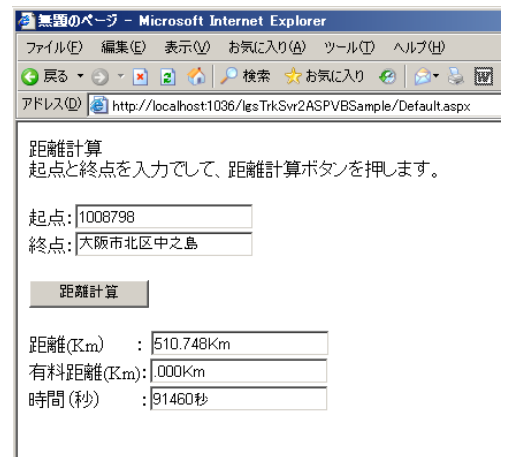 無題のページ - Microsoft Internet Explorer
ファイル(F) 編集(E) 表示(V) お気に入り(A) ツール(T) ヘルプ(H)
戻る 検索 お気に入り W
アドレス(D) http://localhost:1036/lgsTrkSvr2ASPVBSample/Default.aspx
距離計算
起点と終点を入力でして、距離計算ボタンを押します。
起点: 1008798
終点: 大阪市北区中之島
距離計算
距離(Km) : 510.748Km
有料距離(Km): .000Km
時間(秒) : 91460秒